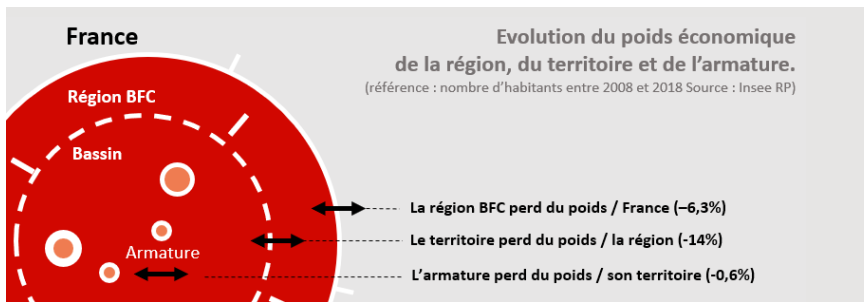 France
Evolution du poids économique
de la région, du territoire et de l’armature.
(référence : nombre d’habitants entre 2008 et 2018 Source : Insee RP)
Région BFC
Bassin
Armature
La région BFC perd du poids / France (–6,3%)
Le territoire perd du poids / la région (-14%)
L’armature perd du poids / son territoire (-0,6%)